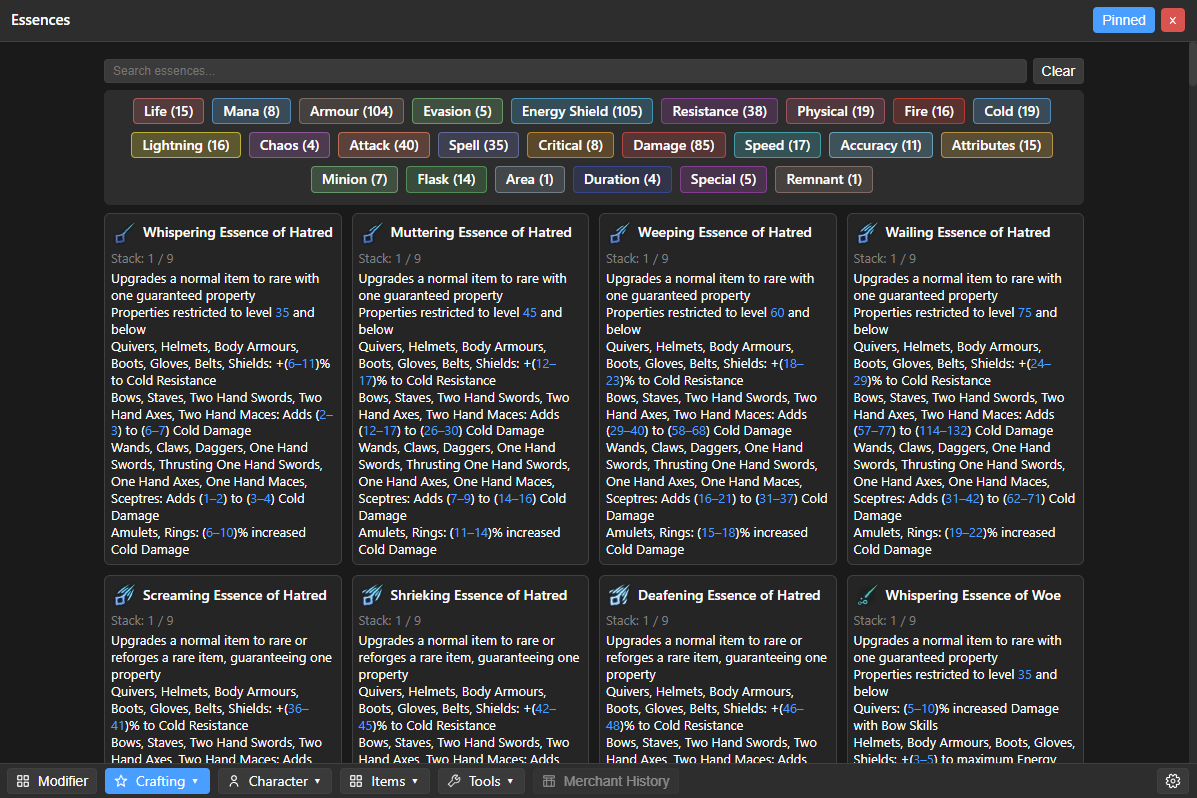 Essences
Pinned
x
Search essences...
Clear
Life (15)
Mana (8)
Armour (104)
Evasion (5)
Energy Shield (105)
Resistance (38)
Physical (19)
Fire (16)
Cold (19)
Lightning (16)
Chaos (4)
Attack (40)
Spell (35)
Critical (8)
Damage (85)
Speed (17)
Accuracy (11)
Attributes (15)
Minion (7)
Flask (14)
Area (1)
Duration (4)
Special (5)
Remnant (1)
Whispering Essence of Hatred
Stack: 1 / 9
Upgrades a normal item to rare with
one guaranteed property
Properties restricted to level 35 and
below
Quivers, Helmets, Body Armours,
Boots, Gloves, Belts, Shields: +(6–11)%
to Cold Resistance
Bows, Staves, Two Hand Swords, Two
Hand Axes, Two Hand Maces: Adds (2–
3) to (6–7) Cold Damage
Wands, Claws, Daggers, One Hand
Swords, Thrusting One Hand Swords,
One Hand Axes, One Hand Maces,
Sceptres: Adds (1–2) to (3–4) Cold
Damage
Amulets, Rings: (6–10)% increased
Cold Damage
Muttering Essence of Hatred
Stack: 1 / 9
Upgrades a normal item to rare with
one guaranteed property
Properties restricted to level 45 and
below
Quivers, Helmets, Body Armours,
Boots, Gloves, Belts, Shields: +(12–
17)% to Cold Resistance
Bows, Staves, Two Hand Swords, Two
Hand Axes, Two Hand Maces: Adds
(12–17) to (26–30) Cold Damage
Wands, Claws, Daggers, One Hand
Swords, Thrusting One Hand Swords,
One Hand Axes, One Hand Maces,
Sceptres: Adds (7–9) to (14–16) Cold
Damage
Amulets, Rings: (11–14)% increased
Cold Damage
Weeping Essence of Hatred
Stack: 1 / 9
Upgrades a normal item to rare with
one guaranteed property
Properties restricted to level 60 and
below
Quivers, Helmets, Body Armours,
Boots, Gloves, Belts, Shields: +(18–
23)% to Cold Resistance
Bows, Staves, Two Hand Swords, Two
Hand Axes, Two Hand Maces: Adds
(29–40) to (58–68) Cold Damage
Wands, Claws, Daggers, One Hand
Swords, Thrusting One Hand Swords,
One Hand Axes, One Hand Maces,
Sceptres: Adds (16–21) to (31–37) Cold
Damage
Amulets, Rings: (15–18)% increased
Cold Damage
Wailing Essence of Hatred
Stack: 1 / 9
Upgrades a normal item to rare with
one guaranteed property
Properties restricted to level 75 and
below
Quivers, Helmets, Body Armours,
Boots, Gloves, Belts, Shields: +(24–
29)% to Cold Resistance
Bows, Staves, Two Hand Swords, Two
Hand Axes, Two Hand Maces: Adds
(57–77) to (114–132) Cold Damage
Wands, Claws, Daggers, One Hand
Swords, Thrusting One Hand Swords,
One Hand Axes, One Hand Maces,
Sceptres: Adds (31–42) to (62–71) Cold
Damage
Amulets, Rings: (19–22)% increased
Cold Damage
Screaming Essence of Hatred
Stack: 1 / 9
Upgrades a normal item to rare or
reforges a rare item, guaranteeing one
property
Quivers, Helmets, Body Armours,
Boots, Gloves, Belts, Shields: +(36–
41)% to Cold Resistance
Bows, Staves, Two Hand Swords, Two
Hand Axes, Two Hand Maces: Adds
Shrieking Essence of Hatred
Stack: 1 / 9
Upgrades a normal item to rare or
reforges a rare item, guaranteeing one
property
Quivers, Helmets, Body Armours,
Boots, Gloves, Belts, Shields: +(42–
45)% to Cold Resistance
Bows, Staves, Two Hand Swords, Two
Hand Axes, Two Hand Maces: Adds
Deafening Essence of Hatred
Stack: 1 / 9
Upgrades a normal item to rare or
reforges a rare item, guaranteeing one
property
Quivers, Helmets, Body Armours,
Boots, Gloves, Belts, Shields: +(46–
48)% to Cold Resistance
Bows, Staves, Two Hand Swords, Two
Hand Axes, Two Hand Maces: Adds
Whispering Essence of Woe
Stack: 1 / 9
Upgrades a normal item to rare with
one guaranteed property
Properties restricted to level 35 and
below
Quivers: (5–10)% increased Damage
with Bow Skills
Helmets, Body Armours, Boots, Gloves,
Shields: +(3–5) to maximum Energy
Modifier
Crafting
Character
Items
Tools
Merchant History